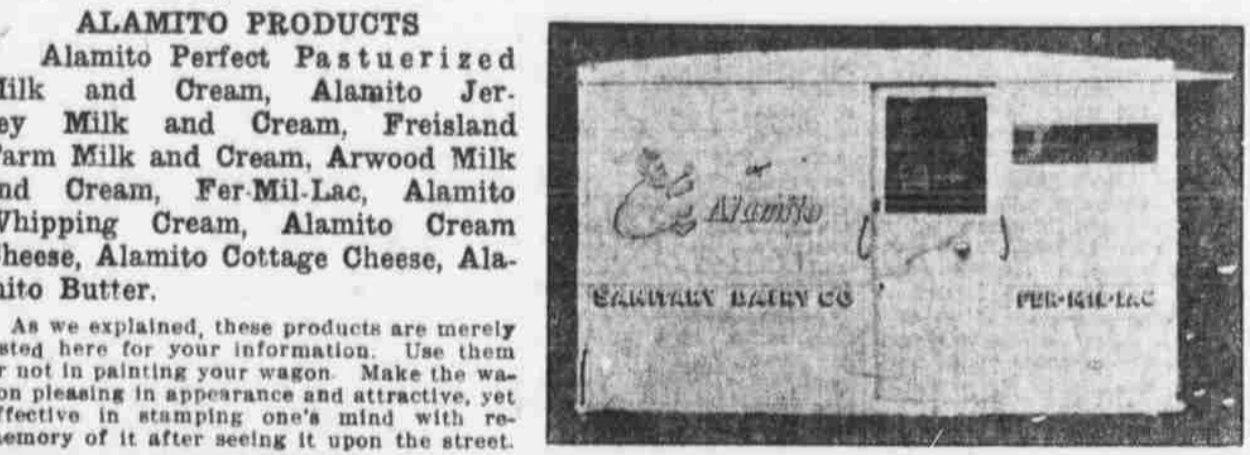 ALAMITO PRODUCTS
Alamito Perfect Pastuerized
ilk and Cream, Alamito Jer-
ey Milk and Cream, Freisland
arm Milk and Cream, Arwood Milk
nd Cream, Fer-Mil-Lac, Alamito
Whipping Cream, Alamito Cream
heese, Alamito Cottage Cheese, Ala-
ito Butter.
As we explained, these products are merely
sted here for your information. Use them
r not in painting your wagon. Make the wa-
on pleasing in appearance and attractive, yet
ffective in stamping one's mind with re-
emory of it after seeing it upon the street.
Alamito
SANITARY DAIRY CO
FER-MIL-LAC